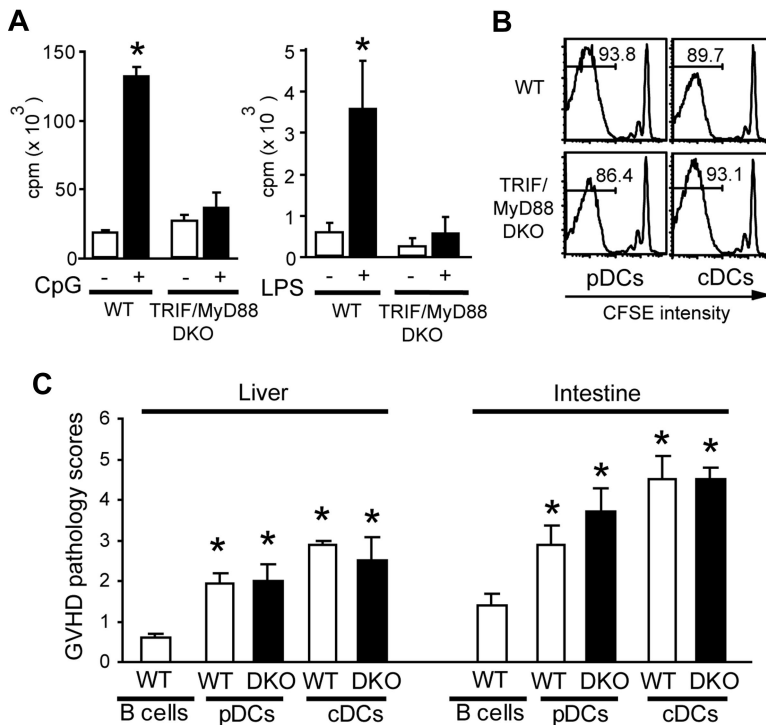 A
150
100
50
0
cpm (x 10^3)
*
- + - +
CpG
WT TRIF/MyD88
DKO
5
4
3
2
1
0
cpm (x 10^3)
*
- + - +
LPS
WT TRIF/MyD88
DKO
B
WT
93.8 89.7
TRIF/
MyD88
DKO
86.4 93.1
pDCs cDCs
CFSE intensity
C
Liver Intestine
GVHD pathology scores
6
5
4
3
2
1
0
* * * * * * * *
WT WT DKO WT DKO WT WT DKO WT DKO
B cells pDCs cDCs B cells pDCs cDCs